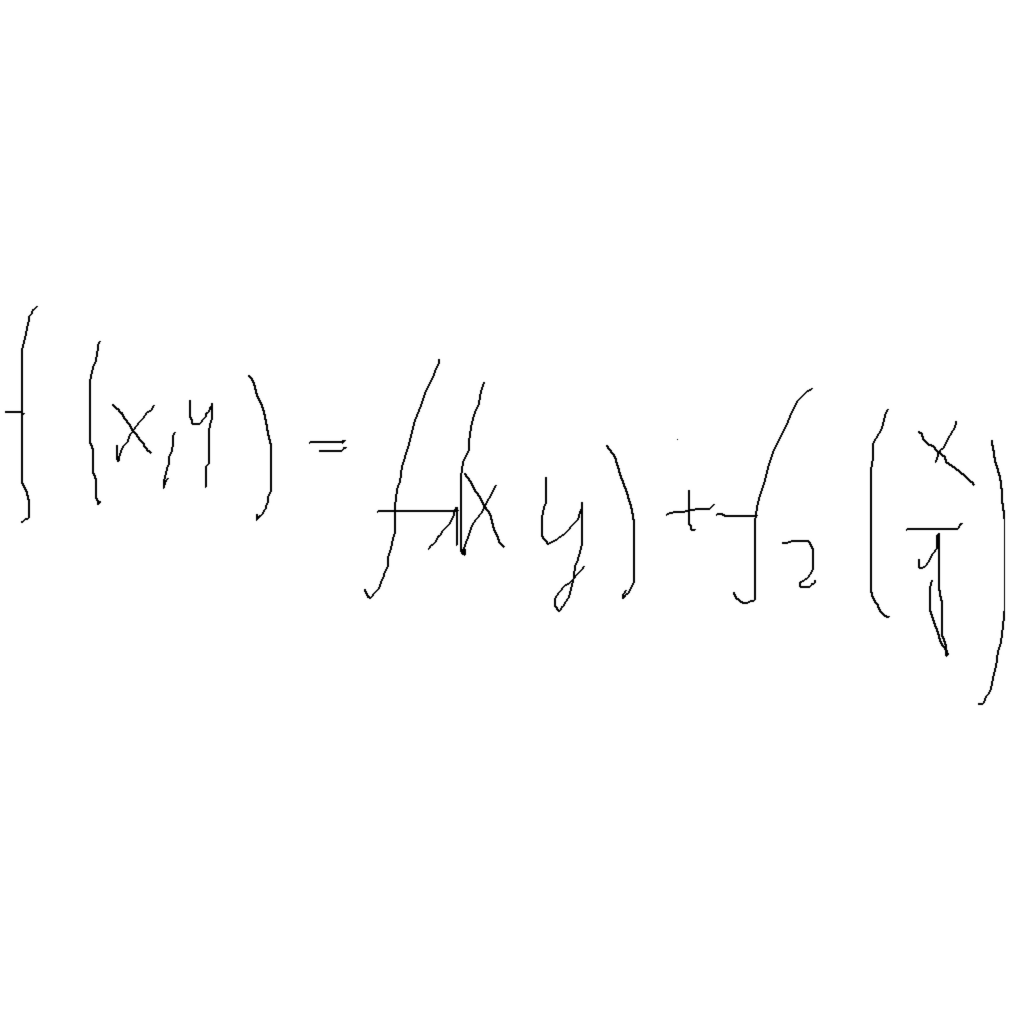 f(x,y) = f₁(xy) + f₂(x/y)